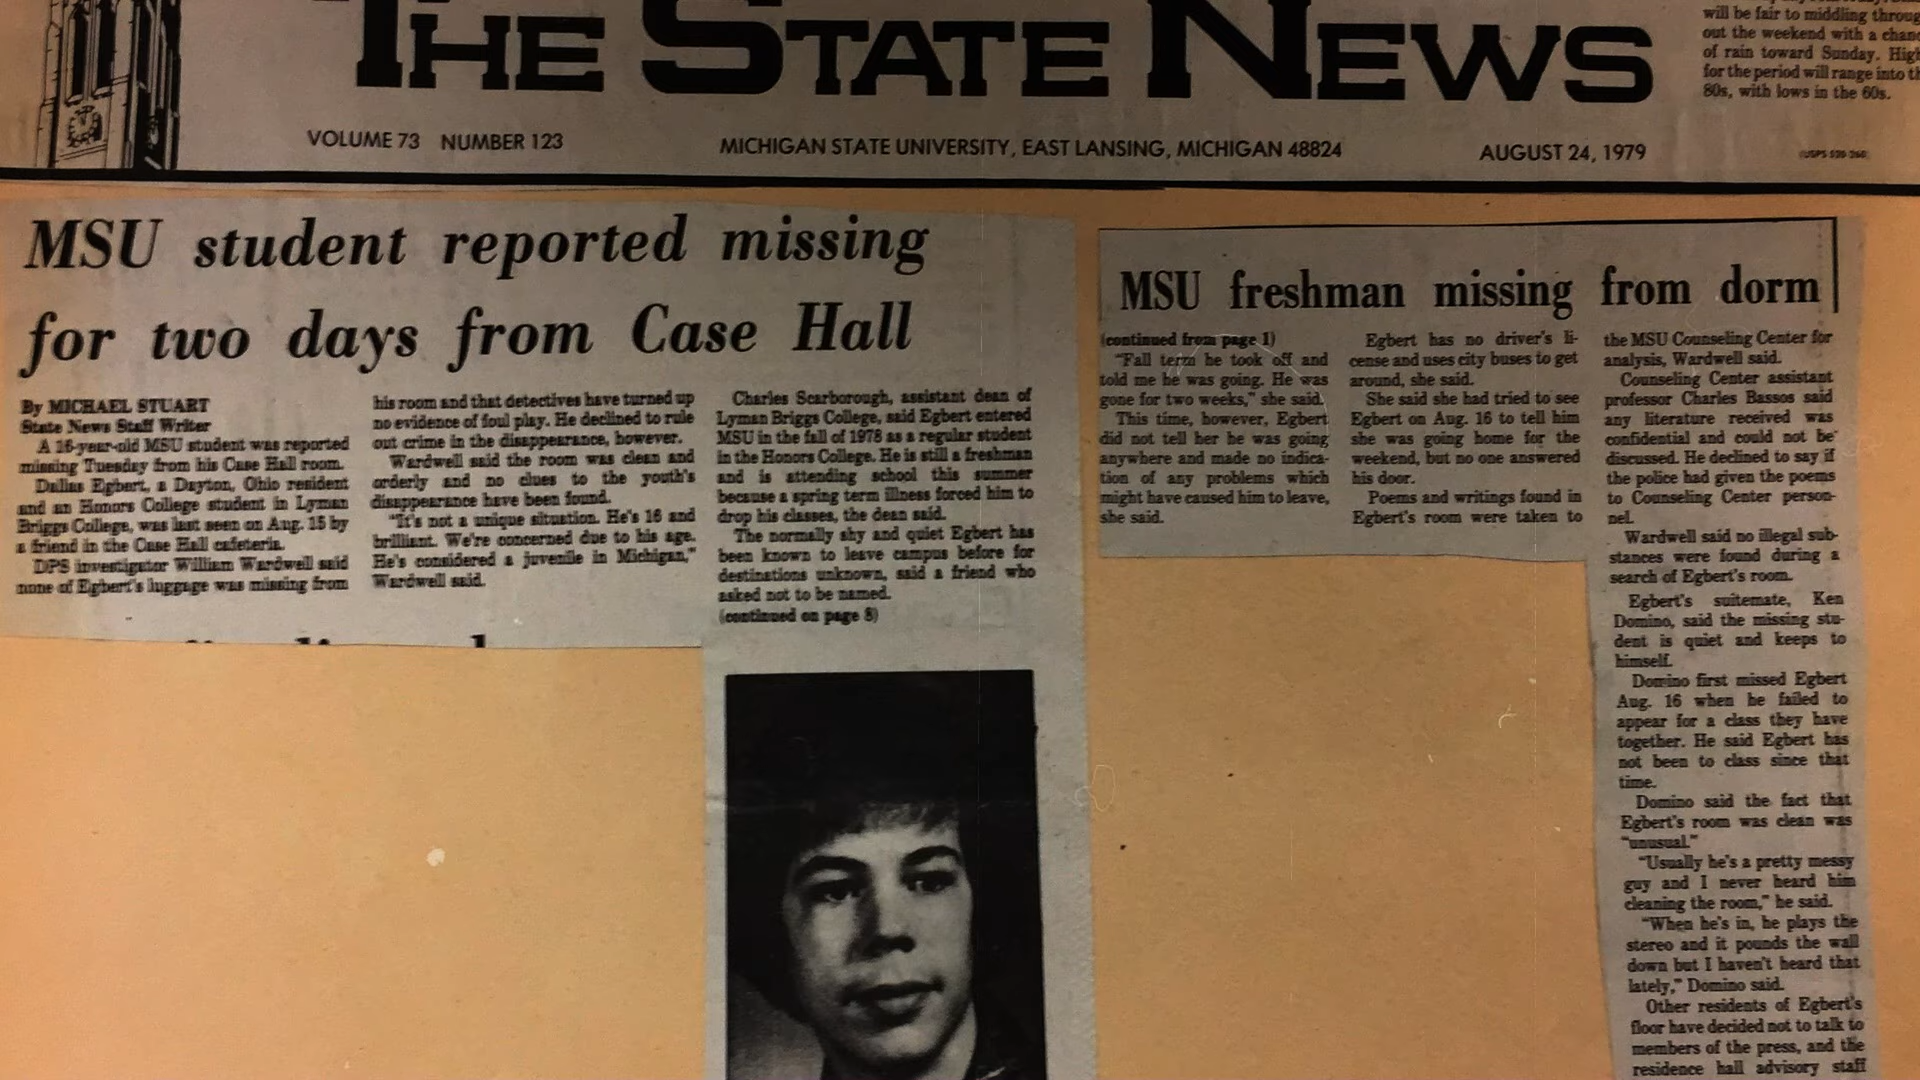 THE STATE NEWS
will be fair to middling through
out the weekend with a chance
of rain toward Sunday. High
for the period will range into the
80s, with lows in the 60s.
VOLUME 73 NUMBER 123
MICHIGAN STATE UNIVERSITY, EAST LANSING, MICHIGAN 48824
AUGUST 24, 1979
MSU student reported missing
for two days from Case Hall
By MICHAEL STUART
State News Staff Writer
A 16-year-old MSU student was reported
missing Tuesday from his Case Hall room.
Dallas Egbert, a Dayton, Ohio resident
and an Honors College student in Lyman
Briggs College, was last seen on Aug. 15 by
a friend in the Case Hall cafeteria.
DPS investigator William Wardwell said
none of Egbert's luggage was missing from
his room and that detectives have turned up
no evidence of foul play. He declined to rule
out crime in the disappearance, however.
Wardwell said the room was clean and
orderly and no clues to the youth's
disappearance have been found.
"It's not a unique situation. He's 16 and
brilliant. We're concerned due to his age.
He's considered a juvenile in Michigan,"
Wardwell said.
Charles Scarborough, assistant dean of
Lyman Briggs College, said Egbert entered
MSU in the fall of 1978 as a regular student
in the Honors College. He is still a freshman
and is attending school this summer
because a spring term illness forced him to
drop his classes, the dean said.
The normally shy and quiet Egbert has
been known to leave campus before for
destinations unknown, said a friend who
asked not to be named.
(continued on page 8)
MSU freshman missing from dorm
(continued from page 1)
"Fall term he took off and
told me he was going. He was
gone for two weeks," she said.
This time, however, Egbert
did not tell her he was going
anywhere and made no indica-
tion of any problems which
might have caused him to leave,
she said.
Egbert has no driver's li-
cense and uses city buses to get
around, she said.
She said she had tried to see
Egbert on Aug. 16 to tell him
she was going home for the
weekend, but no one answered
his door.
Poems and writings found in
Egbert's room were taken to
the MSU Counseling Center for
analysis, Wardwell said.
Counseling Center assistant
professor Charles Bassos said
any literature received was
confidential and could not be
discussed. He declined to say if
the police had given the poems
to Counseling Center person-
nel.
Wardwell said no illegal sub-
stances were found during a
search of Egbert's room.
Egbert's suitemate, Ken
Domino, said the missing stu-
dent is quiet and keeps to
himself.
Domino first missed Egbert
Aug. 16 when he failed to
appear for a class they have
together. He said Egbert has
not been to class since that
time.
Domino said the fact that
Egbert's room was clean was
"unusual."
"Usually he's a pretty messy
guy and I never heard him
cleaning the room," he said.
"When he's in, he plays the
stereo and it pounds the wall
down but I haven't heard that
lately," Domino said.
Other residents of Egbert's
floor have decided not to talk to
members of the press, and the
residence hall advisory staff